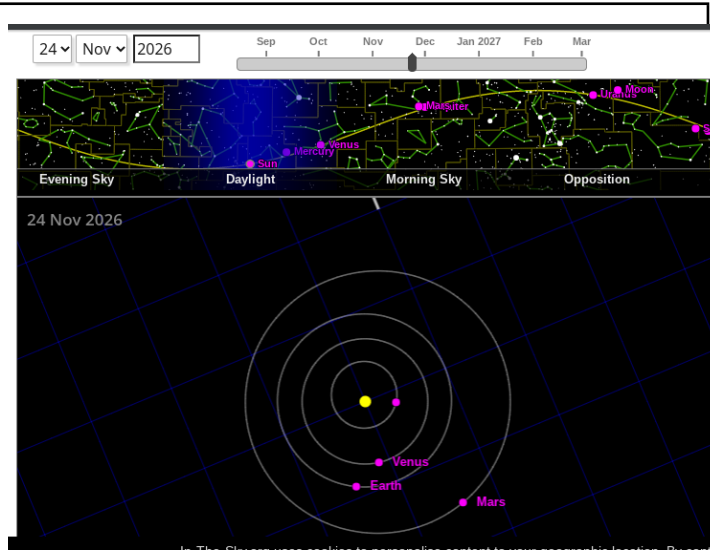 24 Nov 2026
Sep Oct Nov Dec Jan 2027 Feb Mar
Moon
Uranus
Mars
Venus
Mercury
Sun
Evening Sky Daylight Morning Sky Opposition
24 Nov 2026
Venus
Earth
Mars